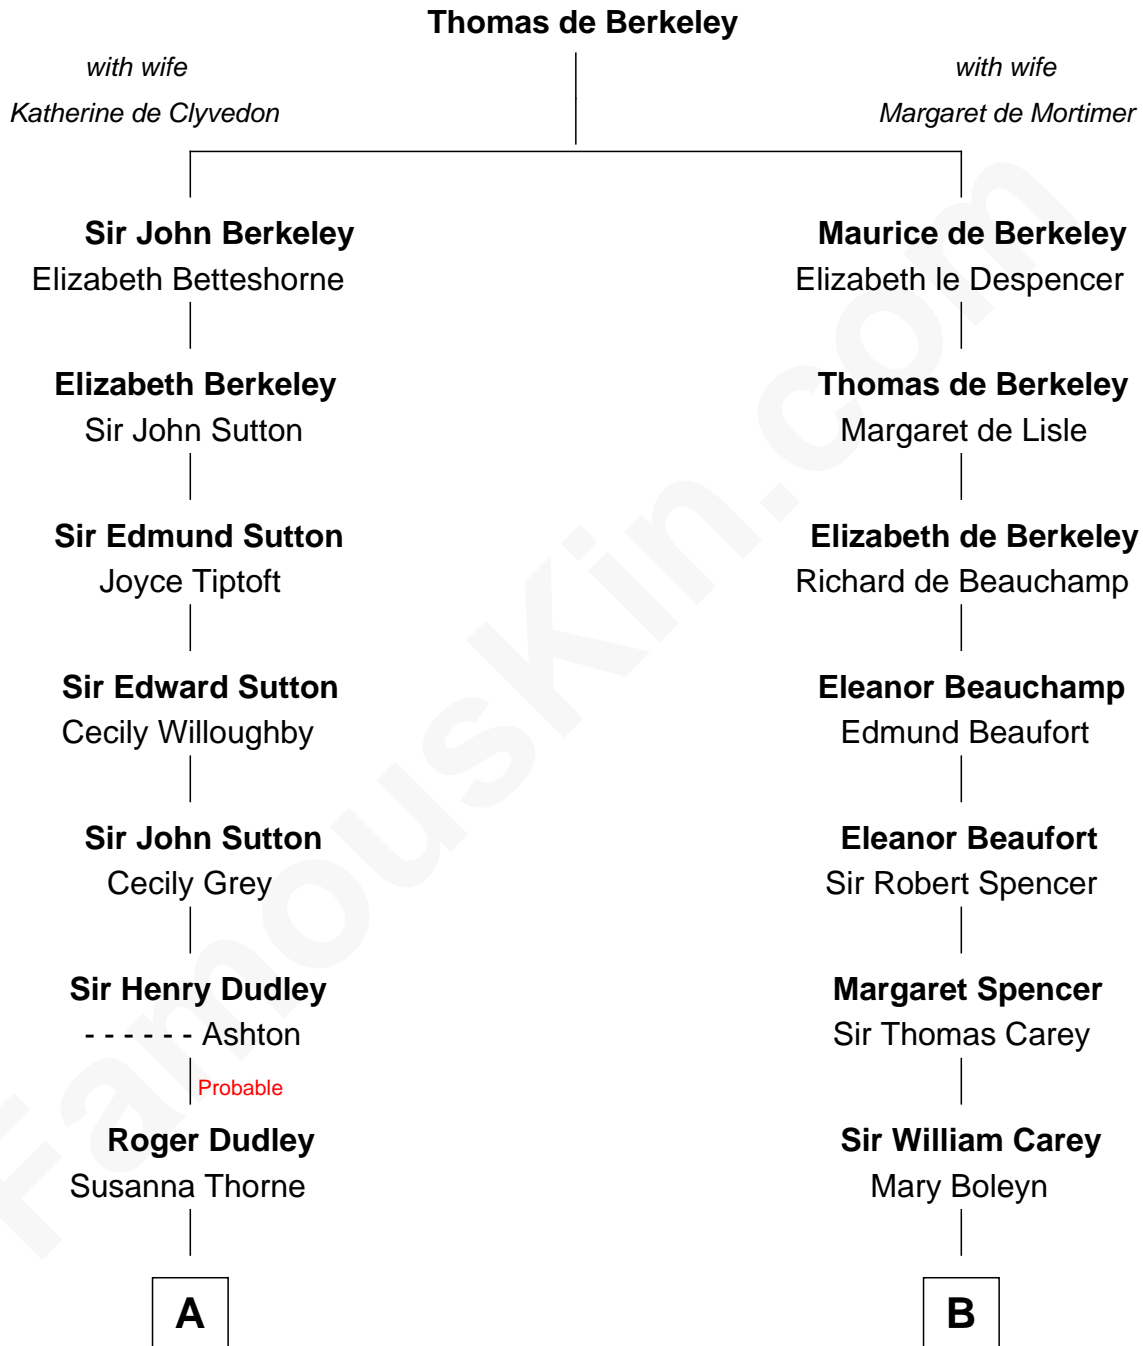 Thomas de Berkeley
with wife
Katherine de Clyvedon
with wife
Margaret de Mortimer
Sir John Berkeley
Elizabeth Betteshorne
Maurice de Berkeley
Elizabeth le Despencer
Elizabeth Berkeley
Sir John Sutton
Thomas de Berkeley
Margaret de Lisle
Sir Edmund Sutton
Joyce Tiptoft
Elizabeth de Berkeley
Richard de Beauchamp
Sir Edward Sutton
Cecily Willoughby
Eleanor Beauchamp
Edmund Beaufort
Sir John Sutton
Cecily Grey
Eleanor Beaufort
Sir Robert Spencer
Sir Henry Dudley
- - - - - - Ashton
Probable
Margaret Spencer
Sir Thomas Carey
Roger Dudley
Susanna Thorne
Sir William Carey
Mary Boleyn
A
B
FamousKin.com